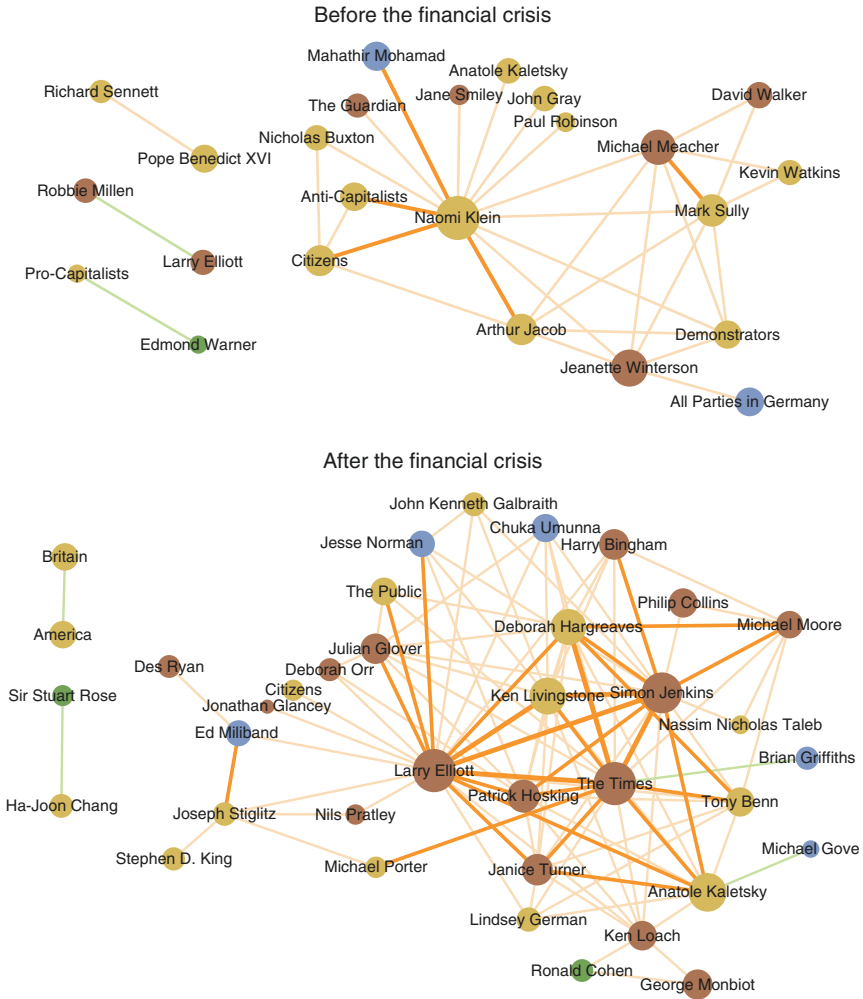 Before the financial crisis
Mahathir Mohamad
Anatole Kaletsky
Richard Sennett
Jane Smiley
David Walker
The Guardian
John Gray
Paul Robinson
Nicholas Buxton
Michael Meacher
Pope Benedict XVI
Kevin Watkins
Robbie Millen
Anti-Capitalists
Mark Sully
Naomi Klein
Citizens
Larry Elliott
Pro-Capitalists
Arthur Jacob
Demonstrators
Edmond Warner
Jeanette Winterson
All Parties in Germany
After the financial crisis
John Kenneth Galbraith
Chuka Umunna
Jesse Norman
Harry Bingham
Britain
The Public
Philip Collins
Deborah Hargreaves
Michael Moore
America
Julian Glover
Des Ryan
Deborah Orr
Citizens
Simon Jenkins
Sir Stuart Rose
Ken Livingstone
Jonathan Glancey
Nassim Nicholas Taleb
Ed Miliband
Brian Griffiths
Larry Elliott
The Times
Patrick Hosking
Tony Benn
Ha-Joon Chang
Joseph Stiglitz
Nils Pratley
Michael Gove
Stephen D. King
Michael Porter
Janice Turner
Anatole Kaletsky
Lindsey German
Ken Loach
Ronald Cohen
George Monbiot